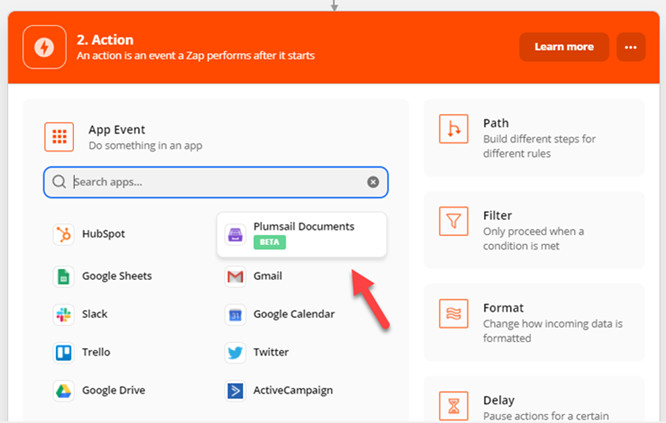 2. Action
An action is an event a Zap performs after it starts
Learn more
App Event
Do something in an app
Search apps...
HubSpot
Plumsail Documents
BETA
Google Sheets
Gmail
Slack
Google Calendar
Trello
Twitter
Google Drive
ActiveCampaign
Path
Build different steps for
different rules
Filter
Only proceed when a
condition is met
Format
Change how incoming data is
formatted
Delay
Pause actions for a certain